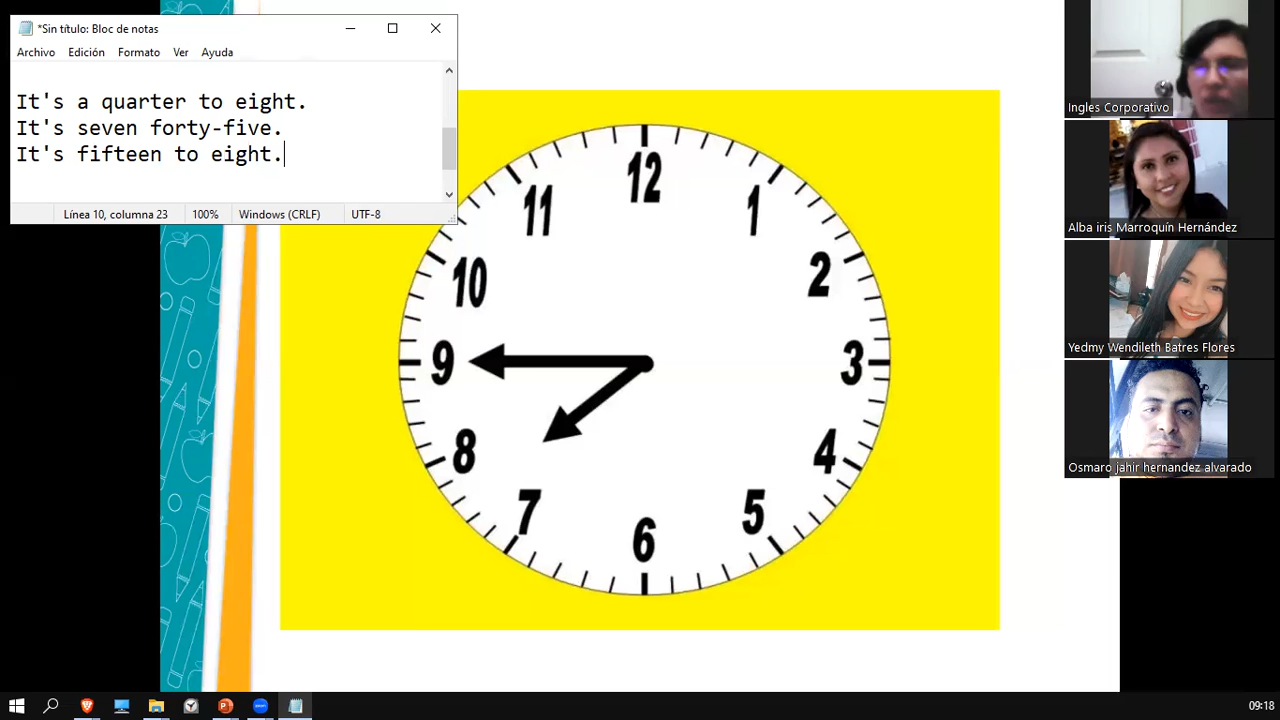 *Sin título: Bloc de notas
Archivo Edición Formato Ver Ayuda
It's a quarter to eight.
It's seven forty-five.
It's fifteen to eight.
Línea 10, columna 23 100% Windows (CRLF) UTF-8
12
1
2
3
4
5
6
7
8
9
10
11
Ingles Corporativo
Alba iris Marroquín Hernández
Yedmy Wendileth Batres Flores
Osmaro jahir hernandez alvarado
09:18